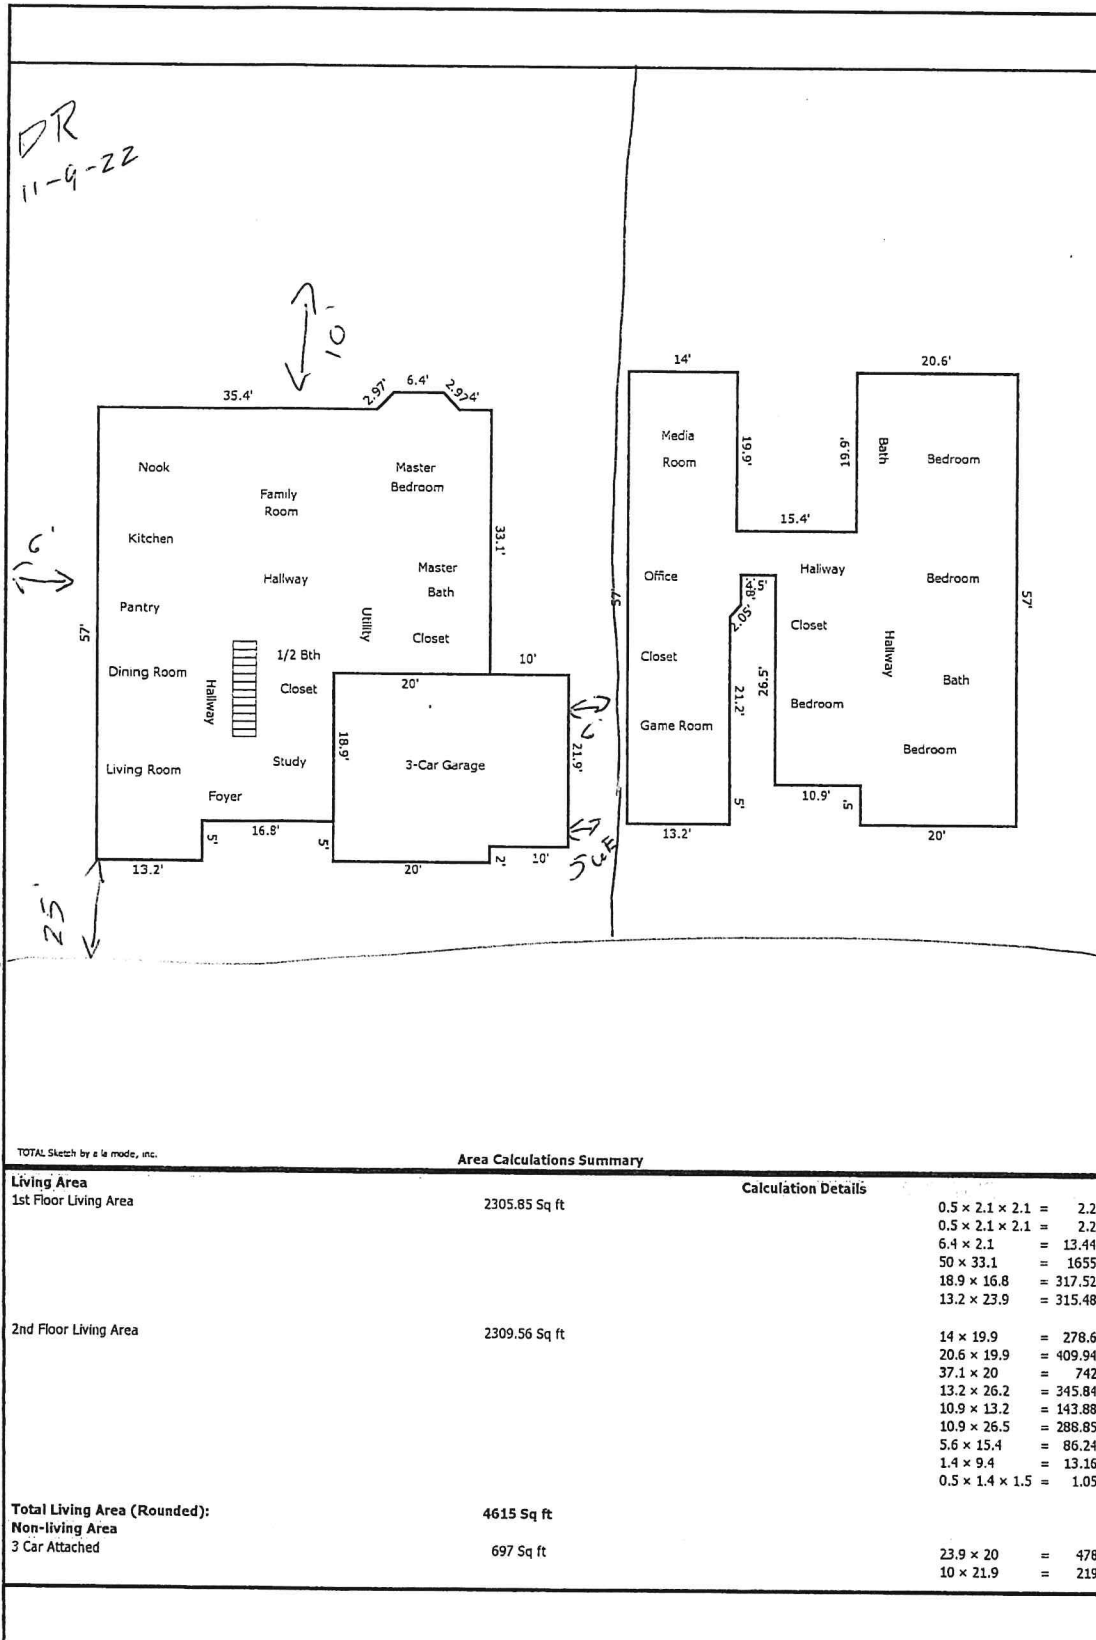 DR
11-9-22
10'
35.4'
2.97'
6.4'
2.97
4'
Nook
Family
Room
Master
Bedroom
33.1'
6'
Kitchen
Hallway
Master
Bath
Pantry
Utility
Closet
57'
1/2 Bth
Dining Room
Hallway
Closet
20'
10'
6'
18.9'
21.9'
Living Room
Study
3-Car Garage
Foyer
16.8'
5'
5'
13.2'
20'
2'
10'
25'
14'
20.6'
Media
Room
19.9'
19.9'
Bath
Bedroom
15.4'
57'
Office
4.5'
.8'
2.05'
Hallway
Bedroom
57'
Closet
Closet
Hallway
26.5'
21.2'
Bath
Bedroom
Game Room
Bedroom
5'
10.9'
5'
13.2'
20'
TOTAL Sketch by a la mode, inc.
Area Calculations Summary
Living Area
Calculation Details
1st Floor Living Area 2305.85 Sq ft
0.5 × 2.1 × 2.1 = 2.2
0.5 × 2.1 × 2.1 = 2.2
6.4 × 2.1 = 13.44
50 × 33.1 = 1655
18.9 × 16.8 = 317.52
13.2 × 23.9 = 315.48
2nd Floor Living Area 2309.56 Sq ft
14 × 19.9 = 278.6
20.6 × 19.9 = 409.94
37.1 × 20 = 742
13.2 × 26.2 = 345.84
10.9 × 13.2 = 143.88
10.9 × 26.5 = 288.85
5.6 × 15.4 = 86.24
1.4 × 9.4 = 13.16
0.5 × 1.4 × 1.5 = 1.05
Total Living Area (Rounded): 4615 Sq ft
Non-living Area
3 Car Attached 697 Sq ft
23.9 × 20 = 478
10 × 21.9 = 219